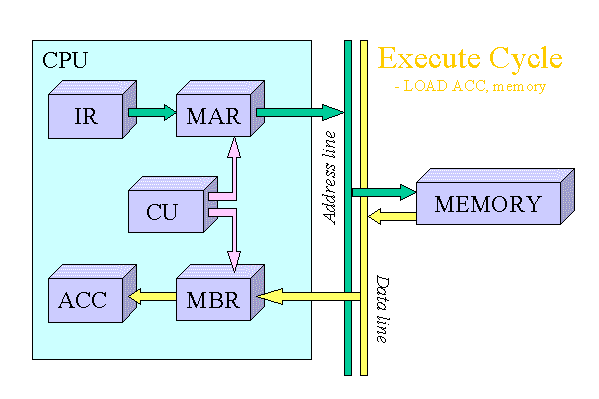 CPU
Execute Cycle
- LOAD ACC, memory
IR
MAR
Address line
CU
MEMORY
ACC
MBR
Data line